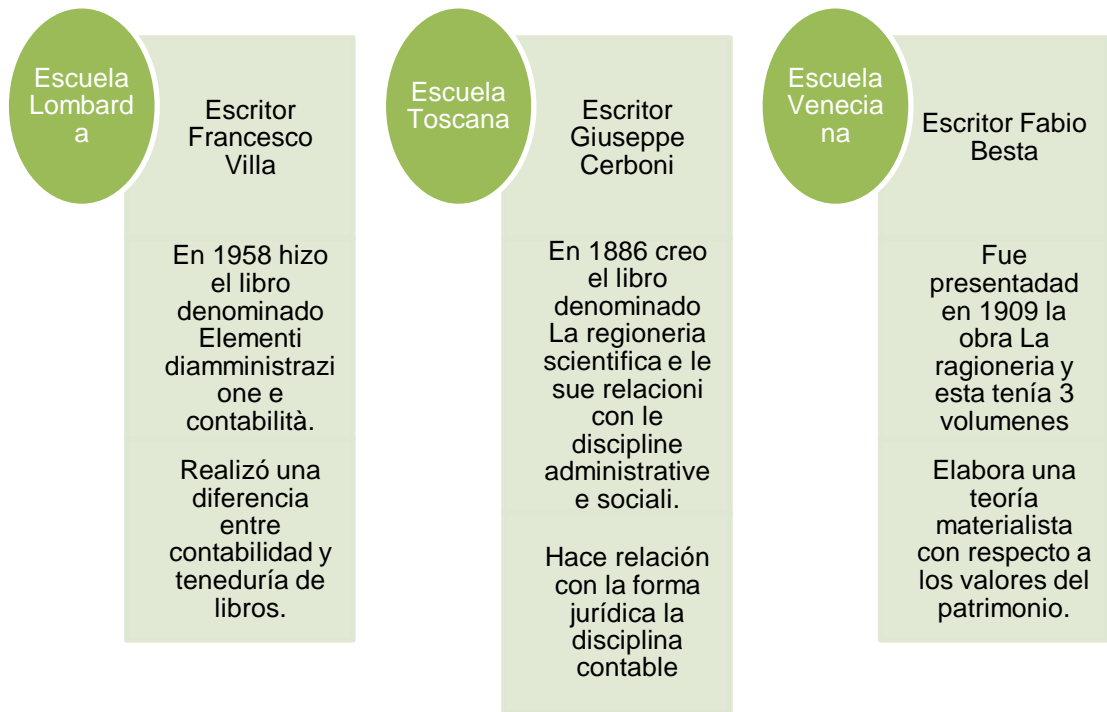 Escuela
Lombard
a
Escritor
Francesco
Villa
En 1958 hizo
el libro
denominado
Elementi
diamministrazi
one e
contabilità.
Realizó una
diferencia
entre
contabilidad y
teneduría de
libros.
Escuela
Toscana
Escritor
Giuseppe
Cerboni
En 1886 creo
el libro
denominado
La regioneria
scientifica e le
sue relacioni
con le
discipline
administrative
e sociali.
Hace relación
con la forma
jurídica la
disciplina
contable
Escuela
Venecia
na
Escritor Fabio
Besta
Fue
presentadad
en 1909 la
obra La
ragioneria y
esta tenía 3
volumenes
Elabora una
teoría
materialista
con respecto a
los valores del
patrimonio.